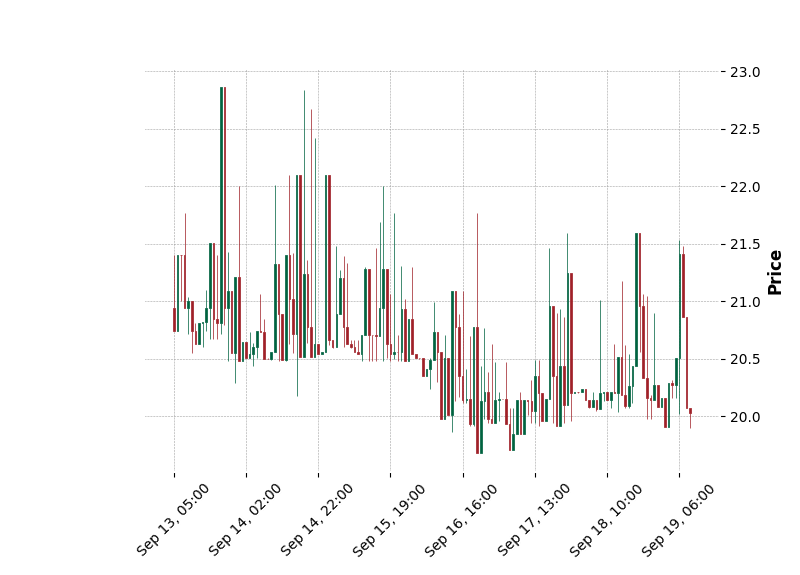 23.0
22.5
22.0
21.5
21.0
20.5
20.0
Price
Sep 13, 05:00
Sep 14, 02:00
Sep 14, 22:00
Sep 15, 19:00
Sep 16, 16:00
Sep 17, 13:00
Sep 18, 10:00
Sep 19, 06:00